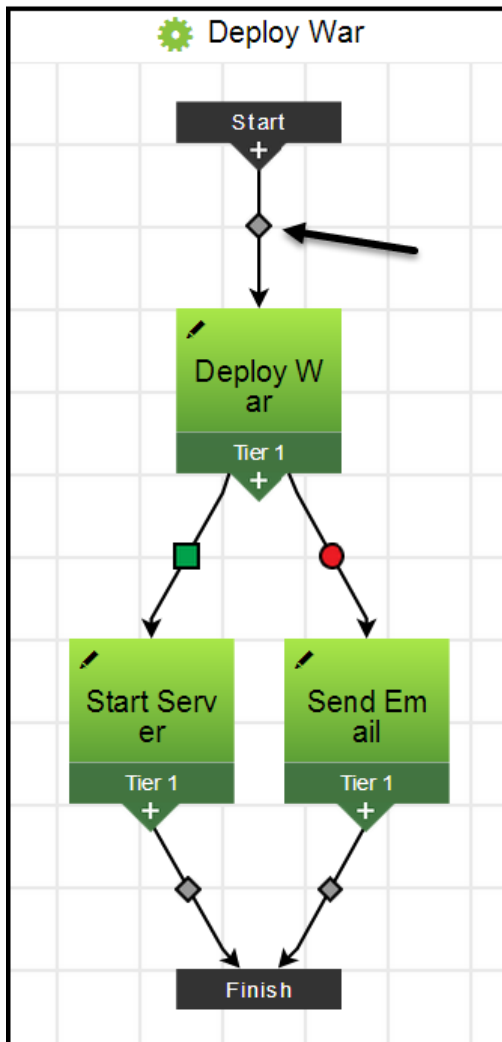 Deploy War
Start
Deploy W
ar
Tier 1
Start Serv
er
Tier 1
Send Em
ail
Tier 1
Finish